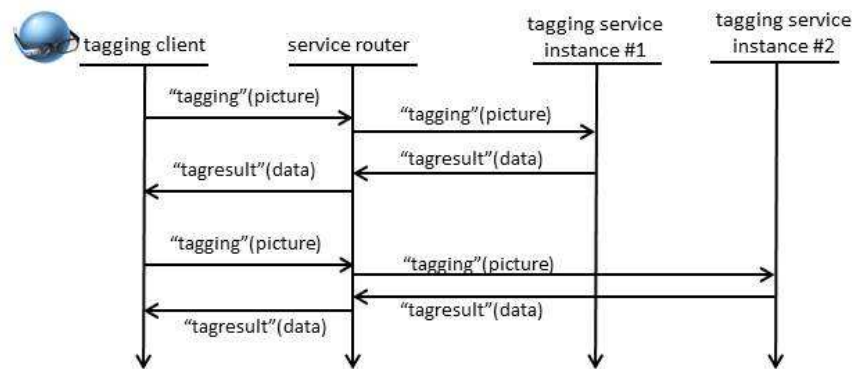 tagging client
service router
tagging service
instance #1
tagging service
instance #2
“tagging”(picture)
“tagging”(picture)
“tagresult”(data)
“tagresult”(data)
“tagging”(picture)
“tagging”(picture)
“tagresult”(data)
“tagresult”(data)